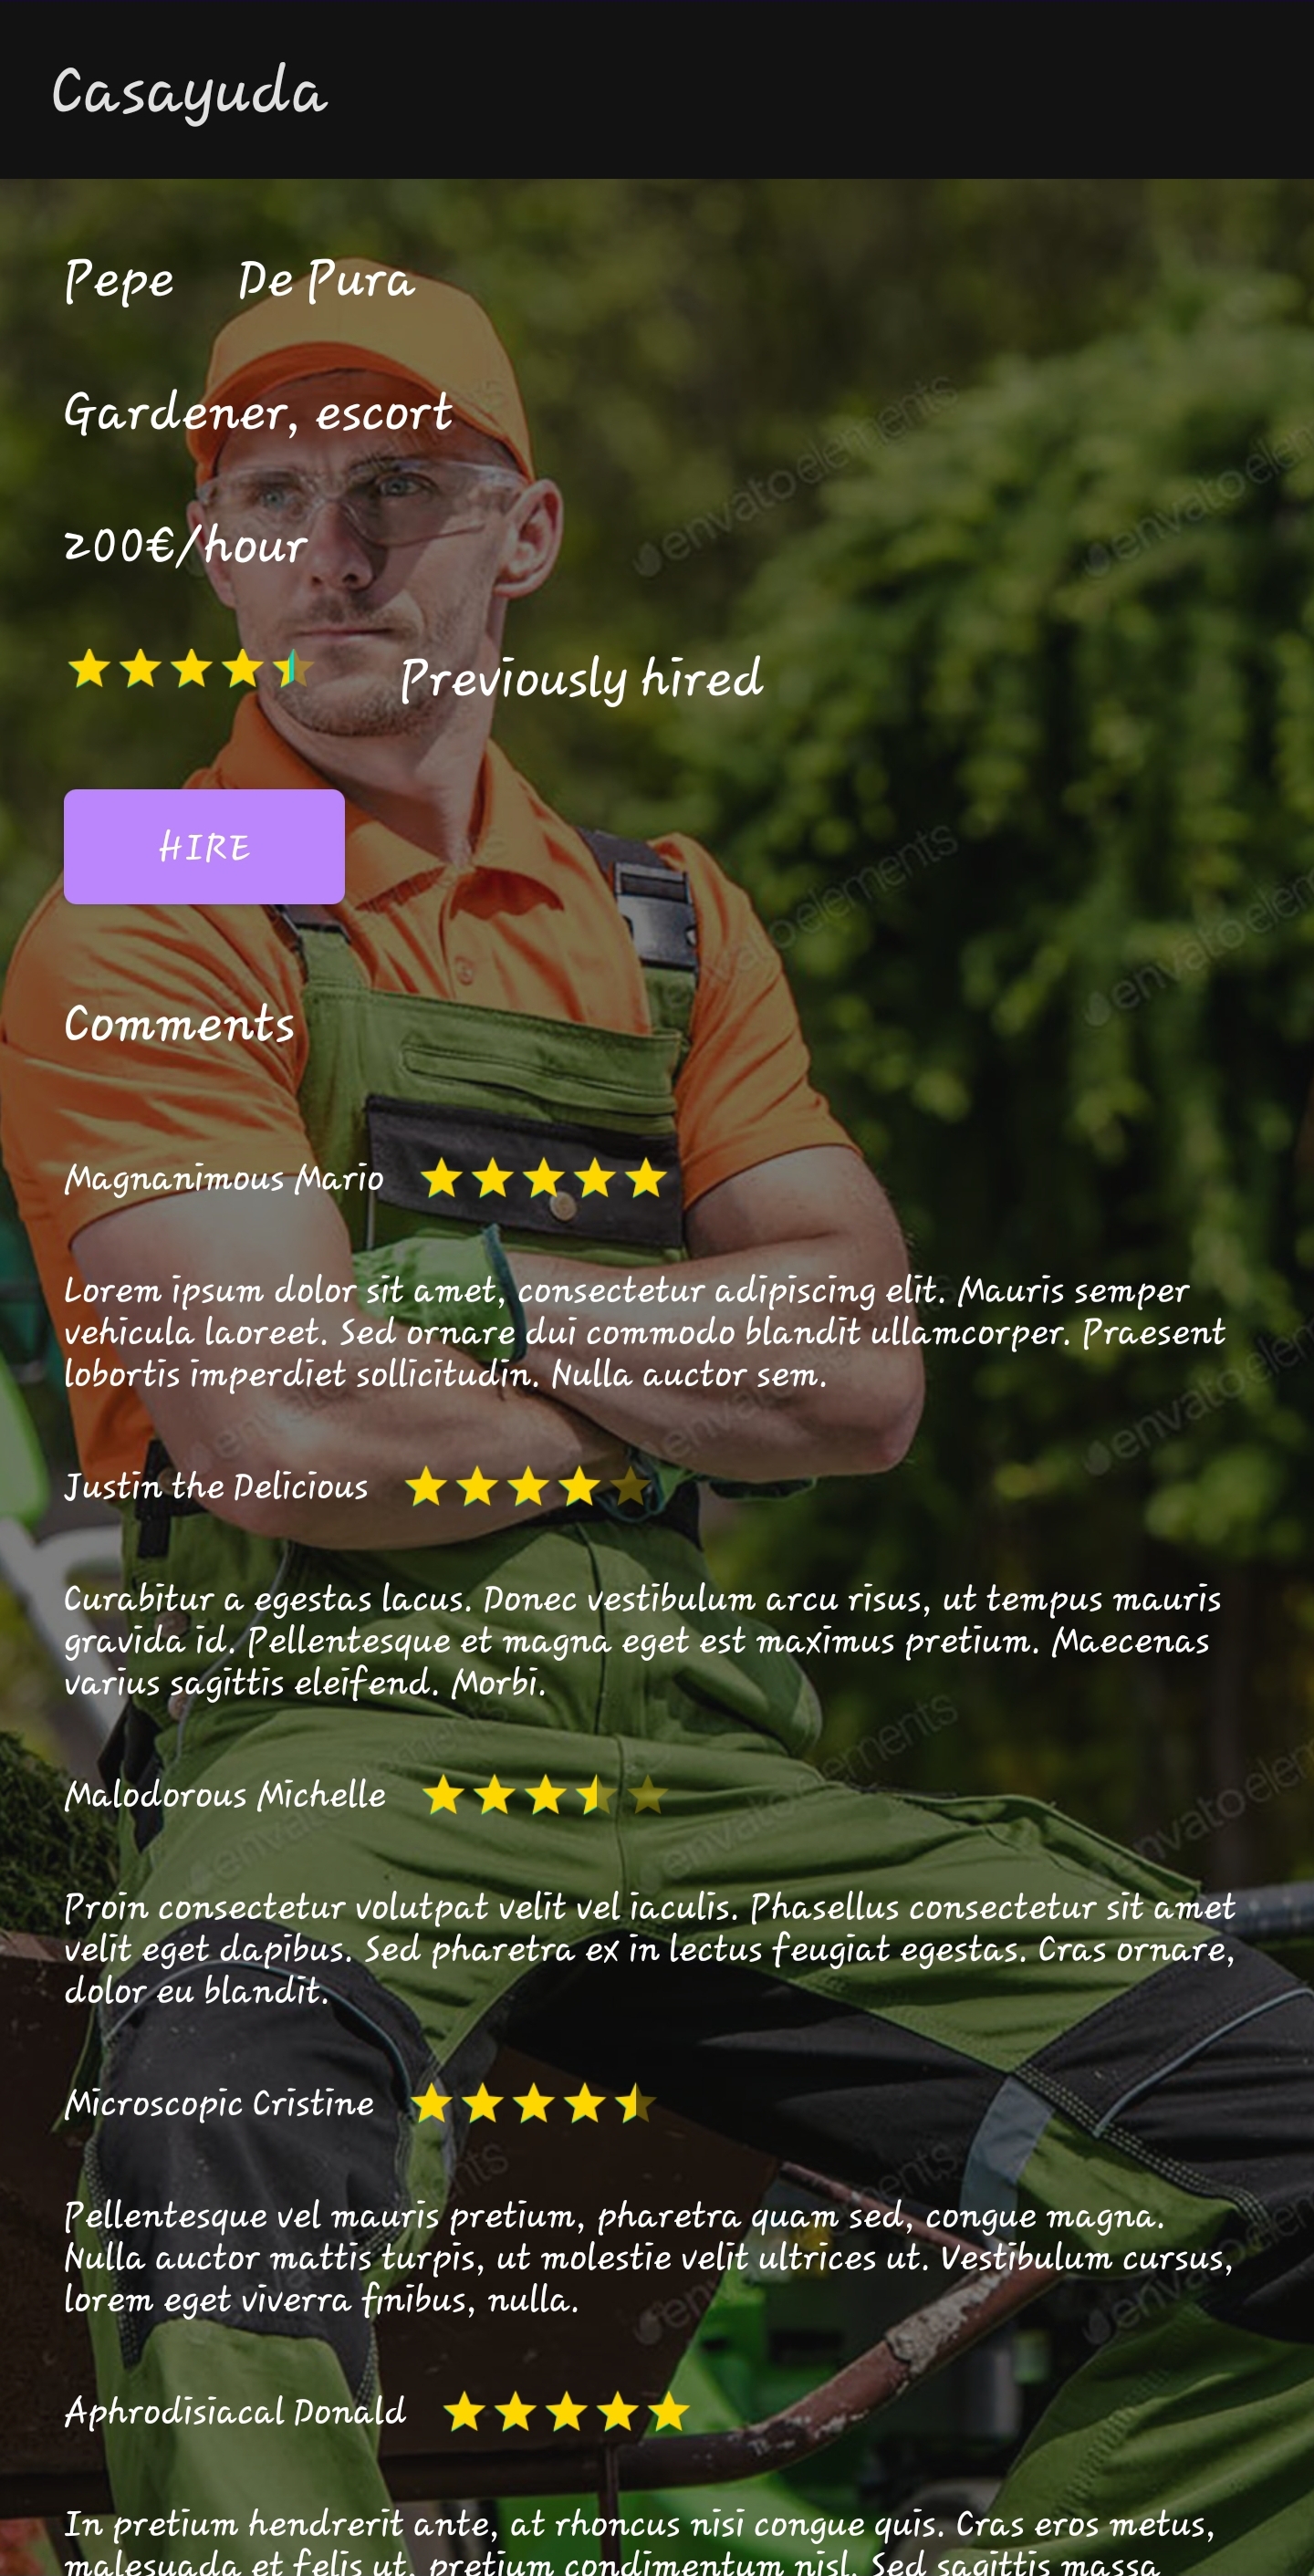 Casayuda
Pepe De Pura
Gardener, escort
200€/hour
Previously hired
HIRE
Comments
Magnanimous Mario
Lorem ipsum dolor sit amet, consectetur adipiscing elit. Mauris semper
vehicula laoreet. Sed ornare dui commodo blandit ullamcorper. Praesent
lobortis imperdiet sollicitudin. Nulla auctor sem.
Justin the Delicious
Curabitur a egestas lacus. Donec vestibulum arcu risus, ut tempus mauris
gravida id. Pellentesque et magna eget est maximus pretium. Maecenas
varius sagittis eleifend. Morbi.
Malodorous Michelle
Proin consectetur volutpat velit vel iaculis. Phasellus consectetur sit amet
velit eget dapibus. Sed pharetra ex in lectus feugiat egestas. Cras ornare,
dolor eu blandit.
Microscopic Cristine
Pellentesque vel mauris pretium, pharetra quam sed, congue magna.
Nulla auctor mattis turpis, ut molestie velit ultrices ut. Vestibulum cursus,
lorem eget viverra finibus, nulla.
Aphrodisiacal Donald
In pretium hendrerit ante, at rhoncus nisi congue quis. Cras eros metus,
malesuada et felis ut, pretium condimentum nisl. Sed sagittis massa
envatoelements